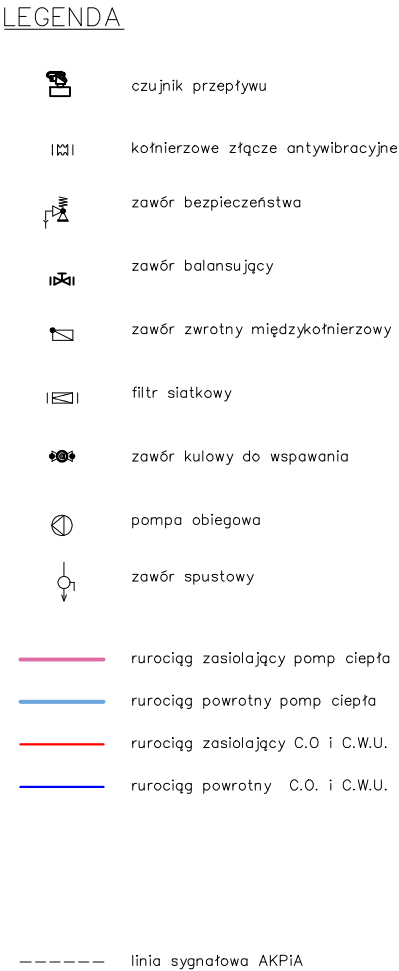 LEGENDA
czujnik przepływu
kołnierzowe złącze antywibracyjne
zawór bezpieczeństwa
zawór balansujący
zawór zwrotny międzykołnierzowy
filtr siatkowy
zawór kulowy do wspawania
pompa obiegowa
zawór spustowy
rurociąg zasiolający pomp ciepła
rurociąg powrotny pomp ciepła
rurociąg zasiolający C.O i C.W.U.
rurociąg powrotny C.O. i C.W.U.
linia sygnałowa AKPiA